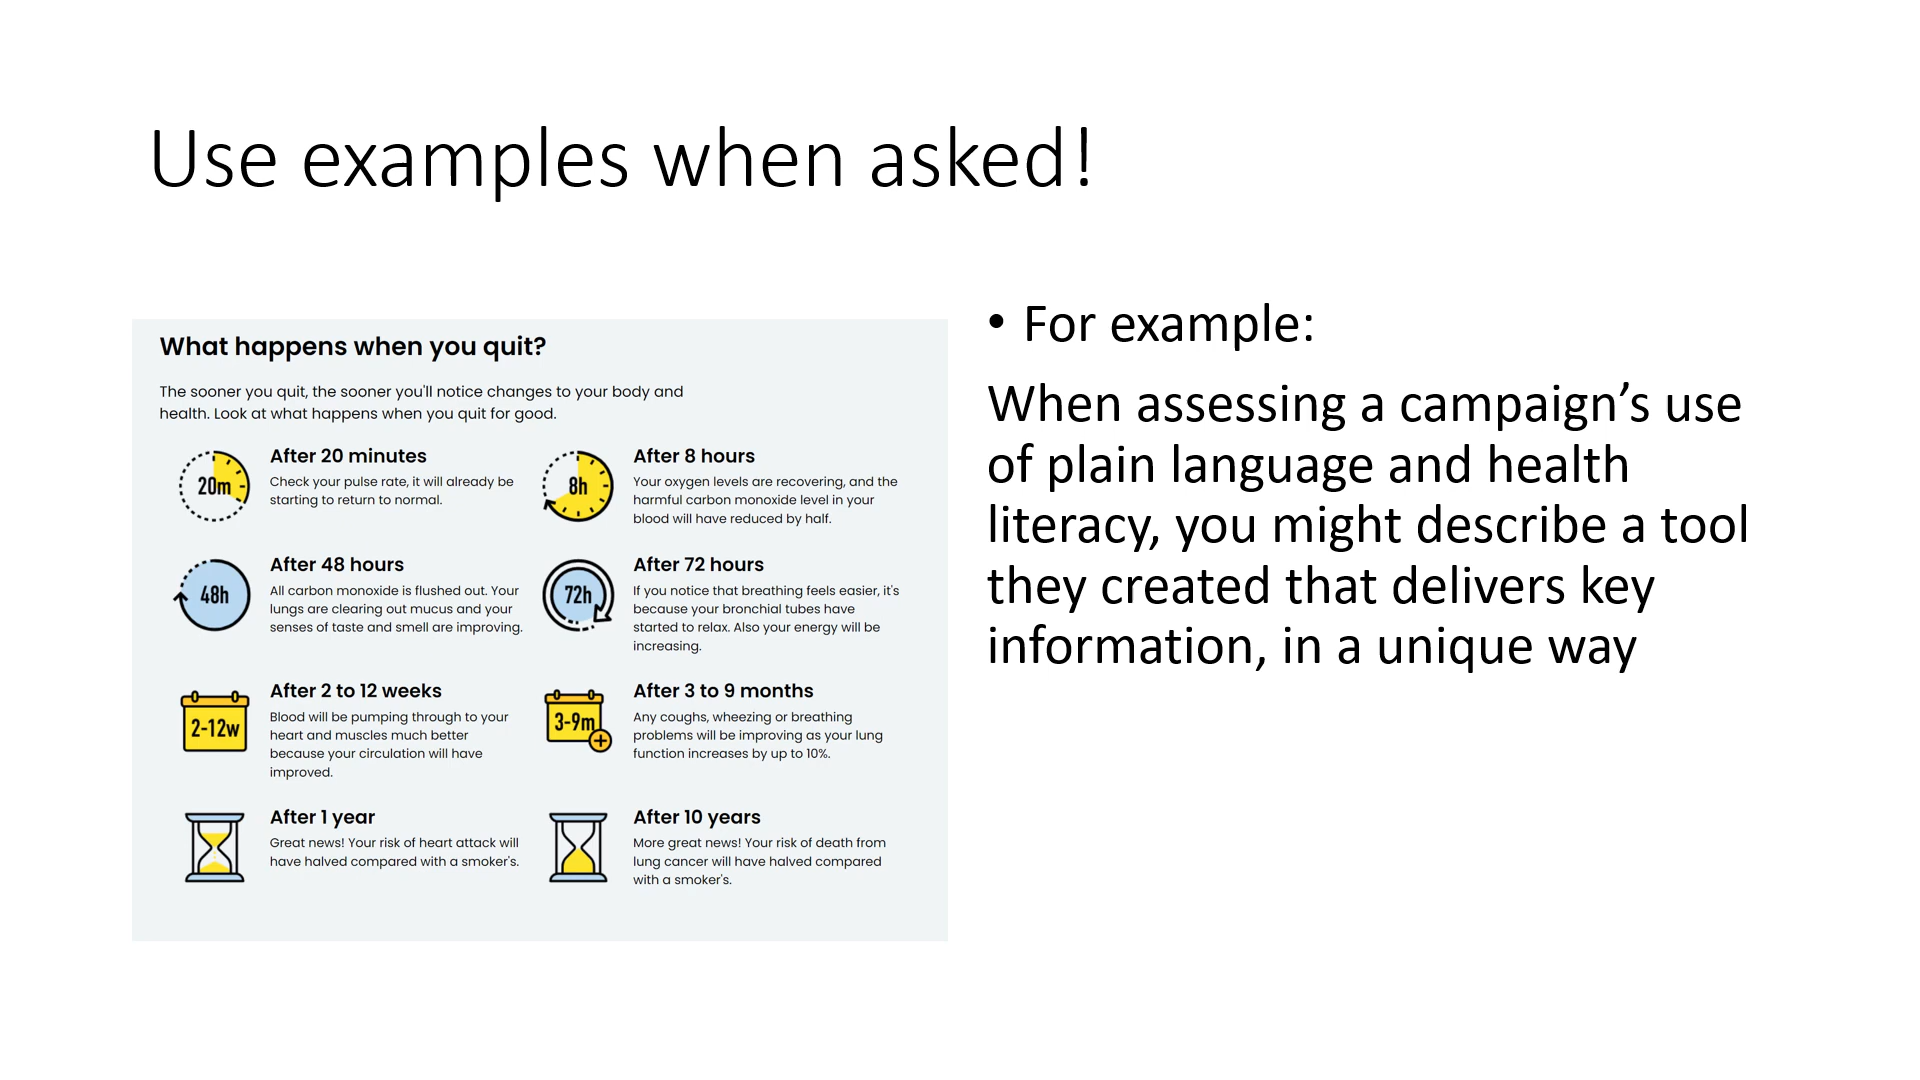 Use examples when asked!
What happens when you quit?
The sooner you quit, the sooner you'll notice changes to your body and
health. Look at what happens when you quit for good.
20m
After 20 minutes
Check your pulse rate, it will already be
starting to return to normal.
8h
After 8 hours
Your oxygen levels are recovering, and the
harmful carbon monoxide level in your
blood will have reduced by half.
48h
After 48 hours
All carbon monoxide is flushed out. Your
lungs are clearing out mucus and your
senses of taste and smell are improving.
72h
After 72 hours
If you notice that breathing feels easier, it's
because your bronchial tubes have
started to relax. Also your energy will be
increasing.
2-12w
After 2 to 12 weeks
Blood will be pumping through to your
heart and muscles much better
because your circulation will have
improved.
3-9m
After 3 to 9 months
Any coughs, wheezing or breathing
problems will be improving as your lung
function increases by up to 10%.
After 1 year
Great news! Your risk of heart attack will
have halved compared with a smoker's.
After 10 years
More great news! Your risk of death from
lung cancer will have halved compared
with a smoker's.
• For example:
When assessing a campaign’s use
of plain language and health
literacy, you might describe a tool
they created that delivers key
information, in a unique way